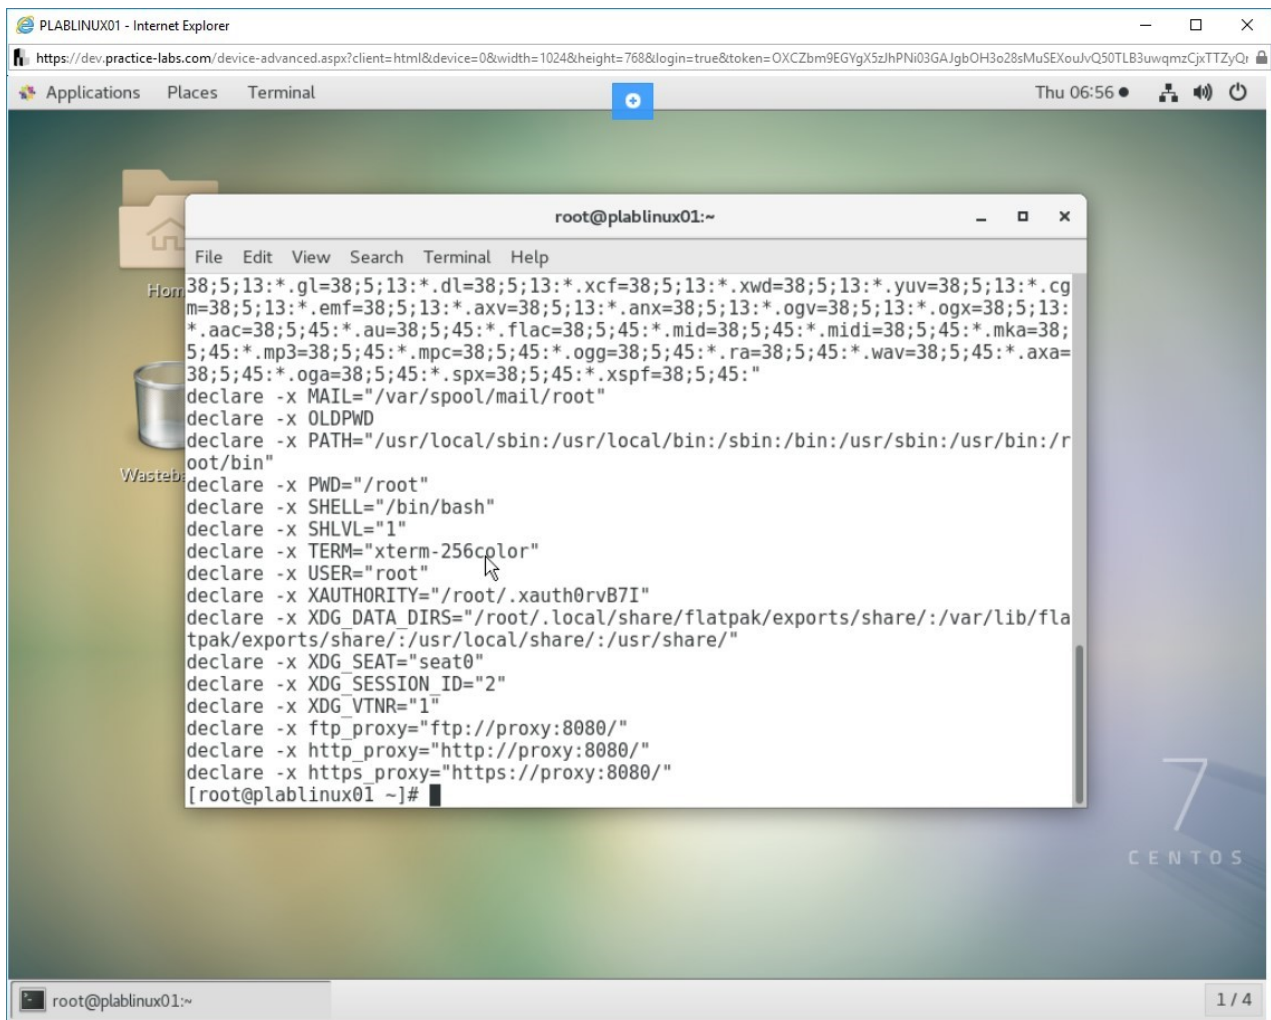 PLABLINUX01 - Internet Explorer
https://dev.practice-labs.com/device-advanced.aspx?client=html&device=0&width=1024&height=768&login=true&token=
Applications Places Terminal Thu 06:56
root@plablinux01:~
File Edit View Search Terminal Help
Hom
38;5;13:*.gl=38;5;13:*.dl=38;5;13:*.xcf=38;5;13:*.xwd=38;5;13:*.yuv=38;5;13:*.cg
m=38;5;13:*.emf=38;5;13:*.axv=38;5;13:*.anx=38;5;13:*.ogv=38;5;13:*.ogx=38;5;13:
*.aac=38;5;45:*.au=38;5;45:*.flac=38;5;45:*.mid=38;5;45:*.midi=38;5;45:*.mka=38;
5;45:*.mp3=38;5;45:*.mpc=38;5;45:*.ogg=38;5;45:*.ra=38;5;45:*.wav=38;5;45:*.axa=
38;5;45:*.oga=38;5;45:*.spx=38;5;45:*.xspf=38;5;45:"
declare -x MAIL="/var/spool/mail/root"
declare -x OLDPWD
declare -x PATH="/usr/local/sbin:/usr/local/bin:/sbin:/bin:/usr/sbin:/usr/bin:/r
oot/bin"
Wasteb
declare -x PWD="/root"
declare -x SHELL="/bin/bash"
declare -x SHLVL="1"
declare -x TERM="xterm-256color"
declare -x USER="root"
declare -x XAUTHORITY="/root/.xauth0rvB7I"
declare -x XDG_DATA_DIRS="/root/.local/share/flatpak/exports/share/:/var/lib/fla
tpak/exports/share/:/usr/local/share/:/usr/share/"
declare -x XDG_SEAT="seat0"
declare -x XDG_SESSION_ID="2"
declare -x XDG_VTNR="1"
declare -x ftp_proxy="ftp://proxy:8080/"
declare -x http_proxy="http://proxy:8080/"
declare -x https_proxy="https://proxy:8080/"
[root@plablinux01 ~]#
7
CENTOS
root@plablinux01:~
1 / 4